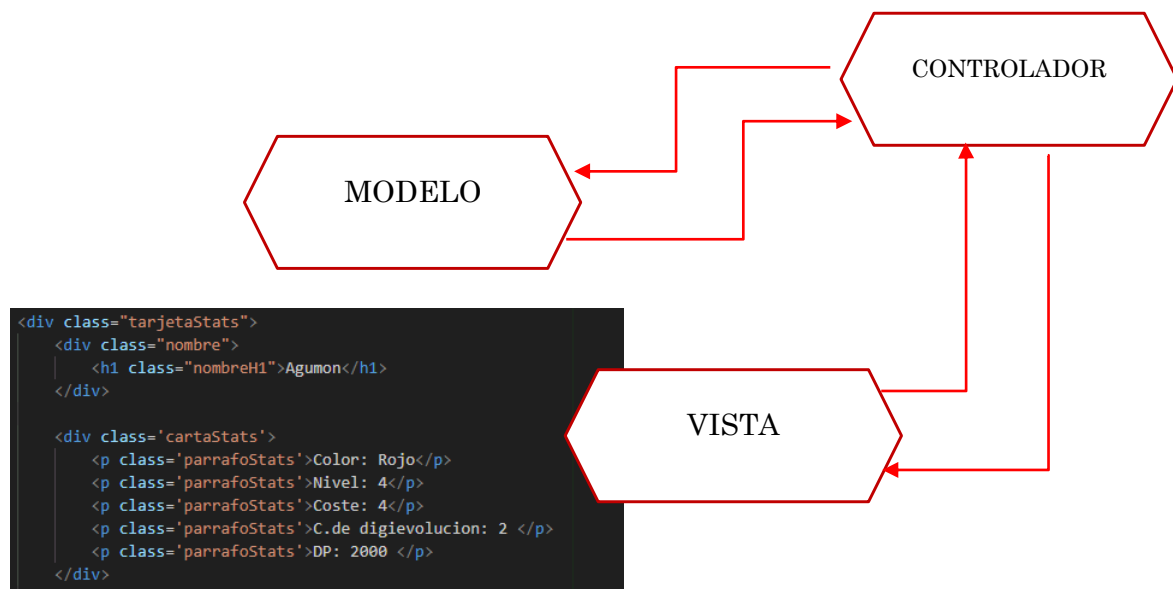 CONTROLADOR
MODELO
<div class="tarjetaStats">
<div class="nombre">
<h1 class="nombreH1">Agumon</h1>
</div>
<div class='cartaStats'>
<p class='parrafoStats'>Color: Rojo</p>
<p class='parrafoStats'>Nivel: 4</p>
<p class='parrafoStats'>Coste: 4</p>
<p class='parrafoStats'>C.de digievolucion: 2 </p>
<p class='parrafoStats'>DP: 2000 </p>
</div>
VISTA